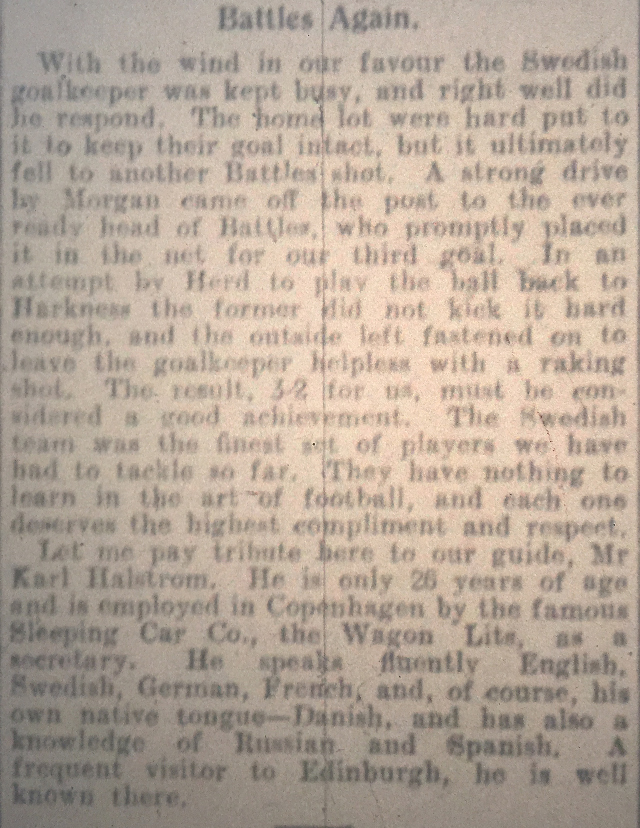 Battles Again.
With the wind in our favour the Swedish
goalkeeper was kept busy, and right well did
he respond. The home lot were hard put to
it to keep their goal intact, but it ultimately
fell to another Battles shot. A strong drive
by Morgan came off the post to the ever
ready head of Battles, who promptly placed
it in the net for our third goal. In an
attempt by Herd to play the ball back to
Harkness the former did not kick it hard
enough, and the outside left fastened on to
leave the goalkeeper helpless with a raking
shot. The result, 3-2 for us, must be con-
sidered a good achievement. The Swedish
team was the finest set of players we have
had to tackle so far. They have nothing to
learn in the art of football, and each one
deserves the highest compliment and respect.
Let me pay tribute here to our guide, Mr
Karl Halstrom. He is only 26 years of age
and is employed in Copenhagen by the famous
Sleeping Car Co., the Wagon Lits, as a
secretary. He speaks fluently English,
Swedish, German, French, and, of course, his
own native tongue—Danish, and has also a
knowledge of Russian and Spanish. A
frequent visitor to Edinburgh, he is well
known there.